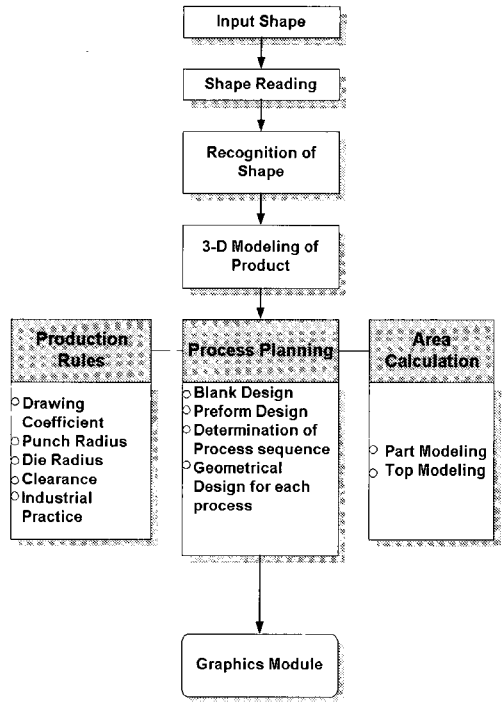 Input Shape
Shape Reading
Recognition of
Shape
3-D Modeling of
Product
Production
Rules
Drawing
Coefficient
Punch Radius
Die Radius
Clearance
Industrial
Practice
Process Planning
Blank Design
Preform Design
Determination of
Process sequence
Geometrical
Design for each
process
Area
Calculation
Part Modeling
Top Modeling
Graphics Module